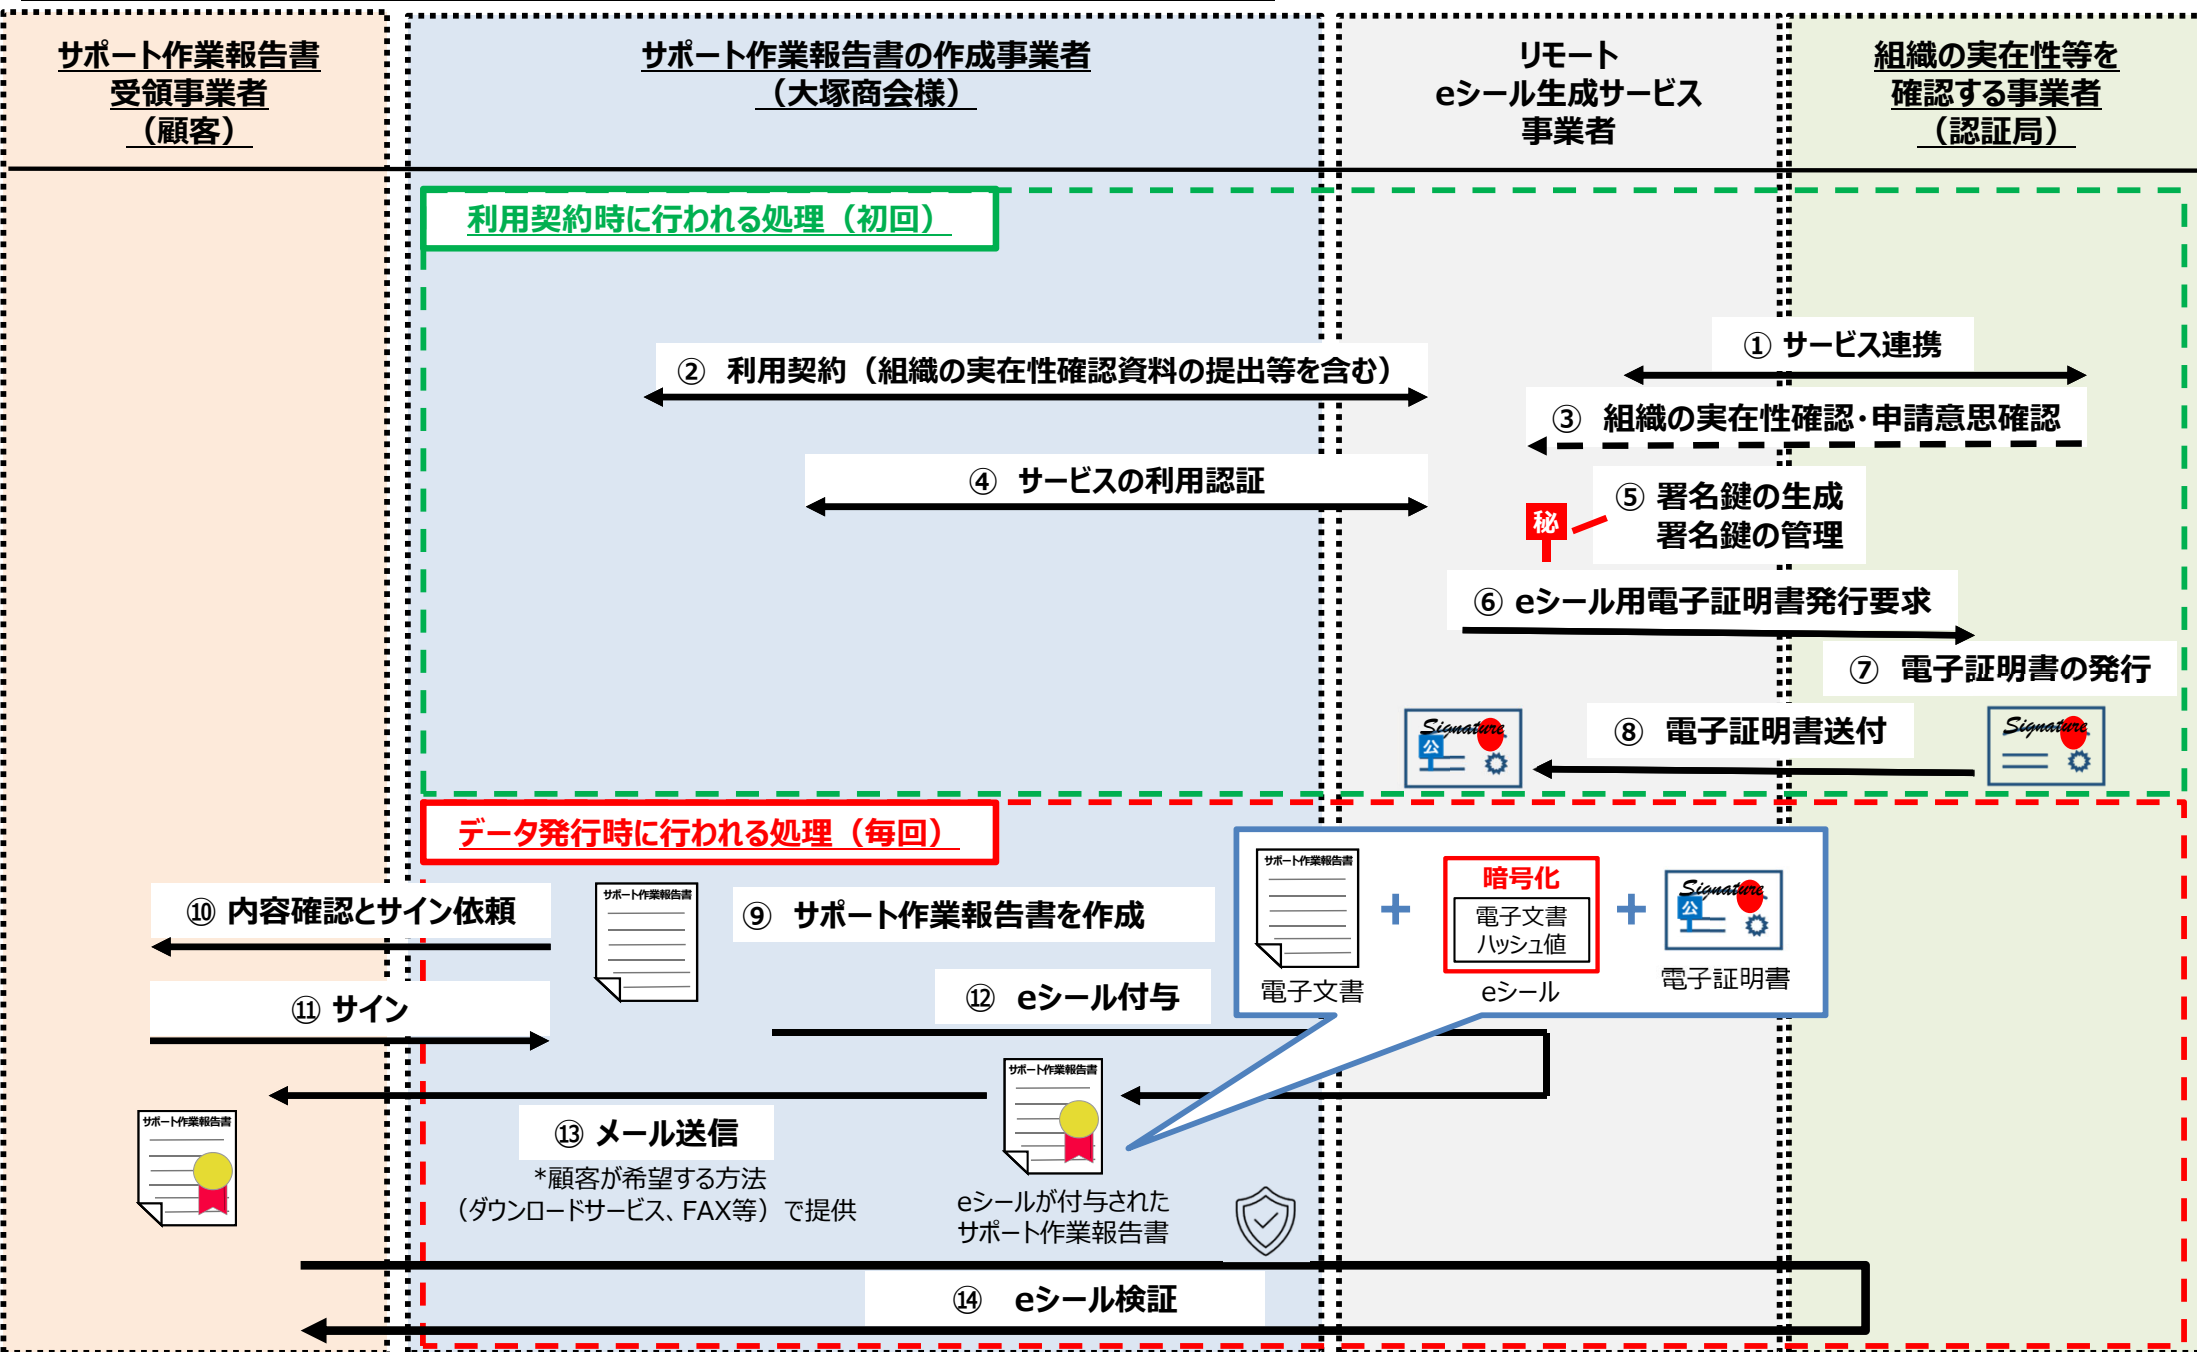 サポート作業報告書
受領事業者
（顧客）
サポート作業報告書の作成事業者
（大塚商会様）
リモート
eシール生成サービス
事業者
組織の実在性等を
確認する事業者
（認証局）
利用契約時に行われる処理（初回）
① サービス連携
② 利用契約（組織の実在性確認資料の提出等を含む）
③ 組織の実在性確認・申請意思確認
④ サービスの利用認証
⑤ 署名鍵の生成
署名鍵の管理
秘
⑥ eシール用電子証明書発行要求
⑦ 電子証明書の発行
⑧ 電子証明書送付
Signature
公
Signature
データ発行時に行われる処理（毎回）
サポート作業報告書
⑨ サポート作業報告書を作成
⑩ 内容確認とサイン依頼
⑪ サイン
⑫ eシール付与
サポート作業報告書
電子文書
+
暗号化
電子文書
ハッシュ値
eシール
+
Signature
公
電子証明書
サポート作業報告書
eシールが付与された
サポート作業報告書
⑬ メール送信
*顧客が希望する方法
（ダウンロードサービス、FAX等）で提供
サポート作業報告書
⑭ eシール検証